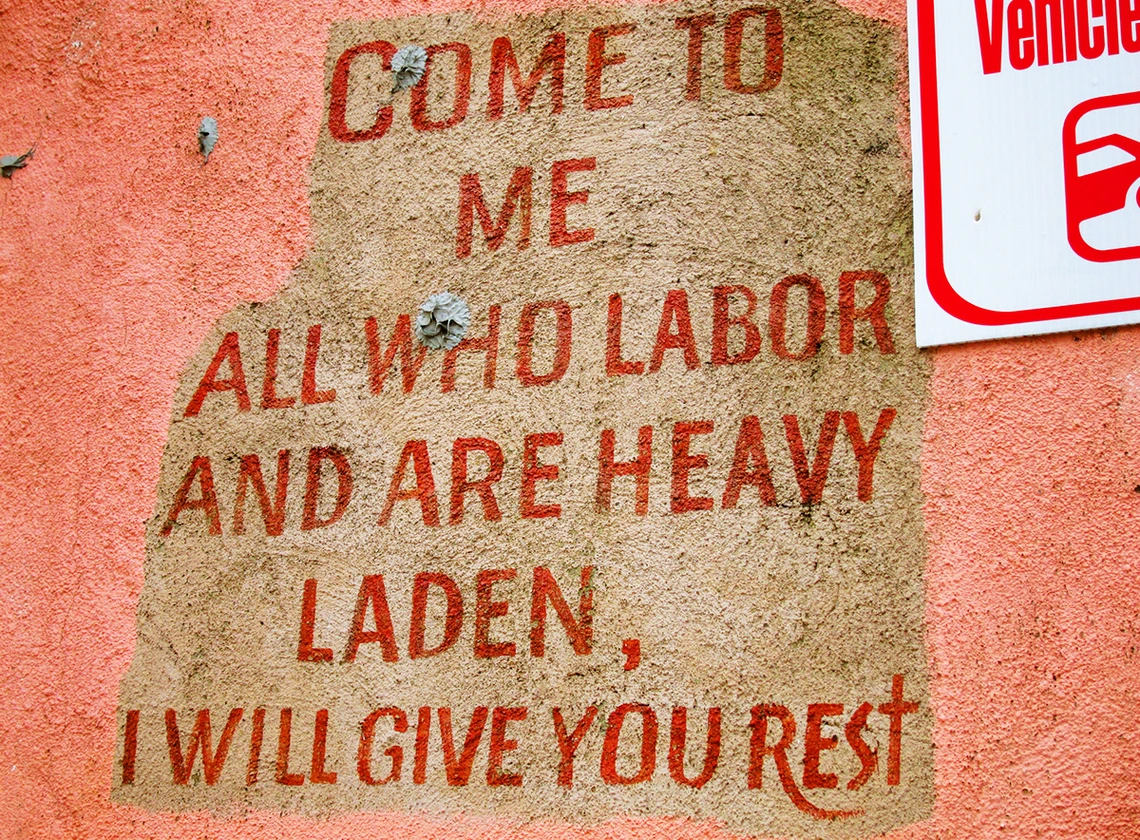 COME TO
ME
ALL WHO LABOR
AND ARE HEAVY
LADEN,
I WILL GIVE YOU REST
Vehicle